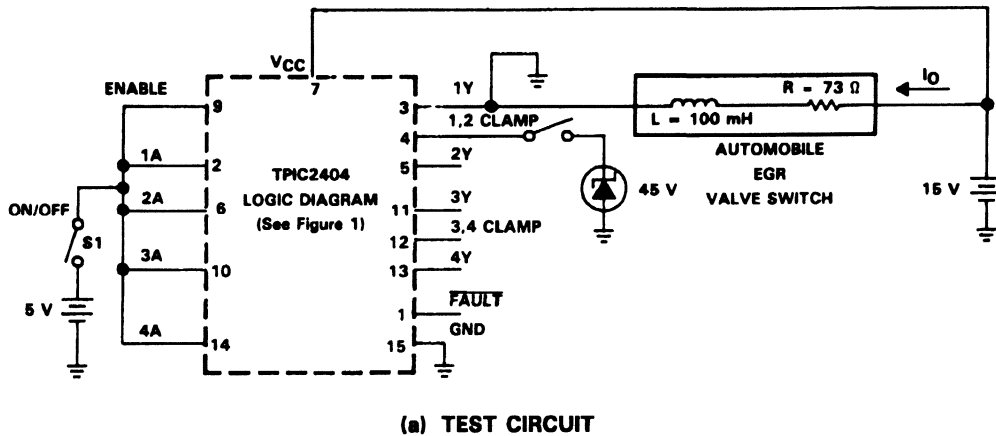 VCC
7
ENABLE
9
1A
2
2A
6
3A
10
4A
14
ON/OFF
S1
5 V
TPIC2404
LOGIC DIAGRAM
(See Figure 1)
3
1Y
1,2 CLAMP
4
2Y
5
3Y
11
3,4 CLAMP
12
4Y
13
FAULT
1
GND
15
45 V
R = 73 Ω
L = 100 mH
AUTOMOBILE
EGR
VALVE SWITCH
IO
15 V
(a) TEST CIRCUIT